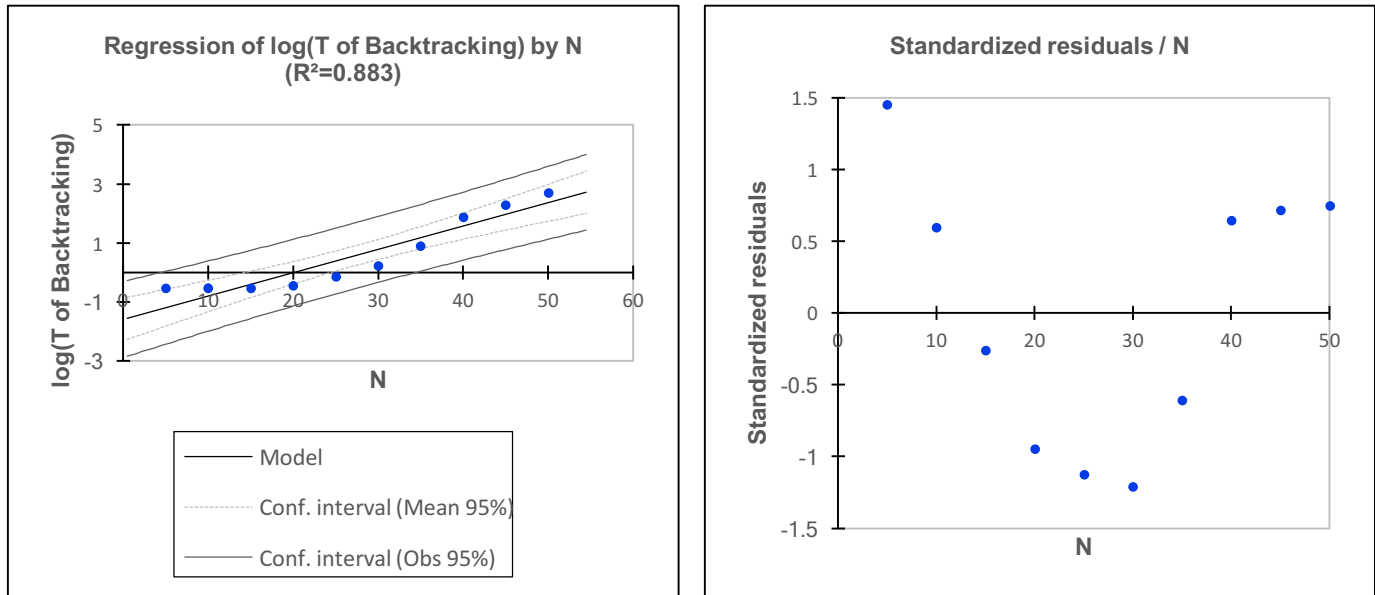 Regression of log(T of Backtracking) by N
(R²=0.883)
log(T of Backtracking)
5
3
1
-1
-3
0
10
20
30
40
50
60
N
Model
Conf. interval (Mean 95%)
Conf. interval (Obs 95%)
Standardized residuals / N
Standardized residuals
1.5
1
0.5
0
-0.5
-1
-1.5
0
10
20
30
40
50
N